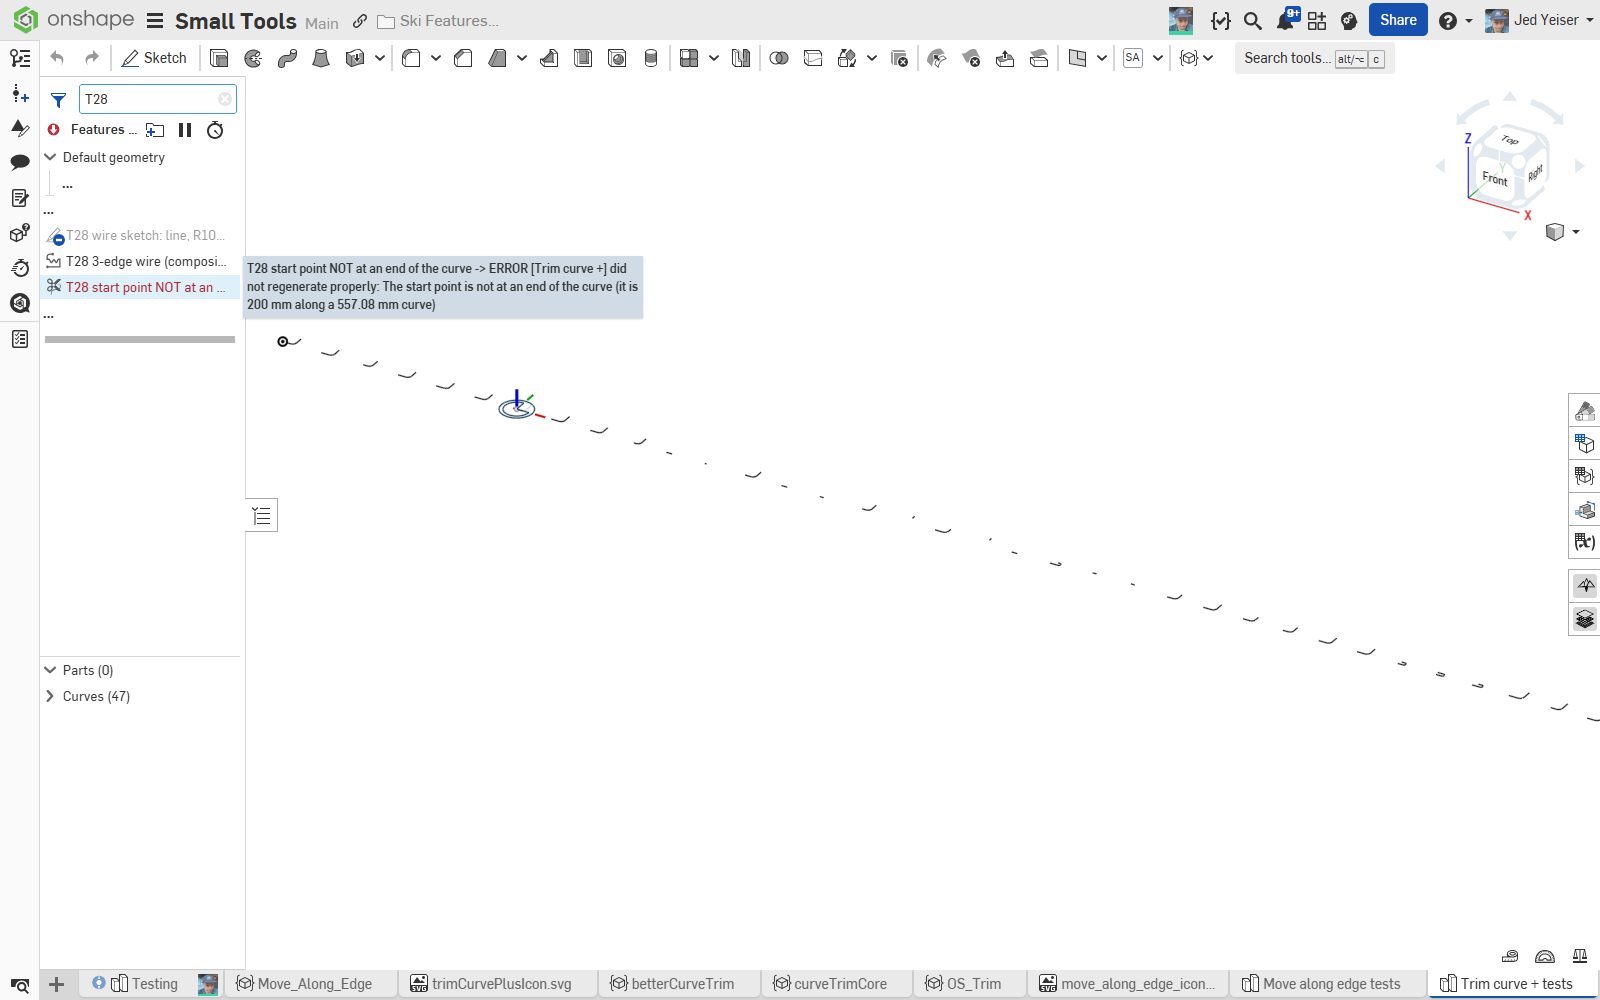 onshape
Small Tools Main Ski Features...
9+
Share
Jed Yeiser
Sketch
SA
Search tools... alt/⌥ c
T28
Features ...
Default geometry
...
...
T28 wire sketch: line, R10...
T28 3-edge wire (composi...
T28 start point NOT at an ...
...
T28 start point NOT at an end of the curve -> ERROR [Trim curve +] did
not regenerate properly: The start point is not at an end of the curve (it is
200 mm along a 557.08 mm curve)
Z
Top
Y
Front
Right
X
Parts (0)
Curves (47)
Testing
Move_Along_Edge
SVG
trimCurvePlusIcon.svg
betterCurveTrim
curveTrimCore
OS_Trim
SVG
move_along_edge_icon...
Move along edge tests
Trim curve + tests